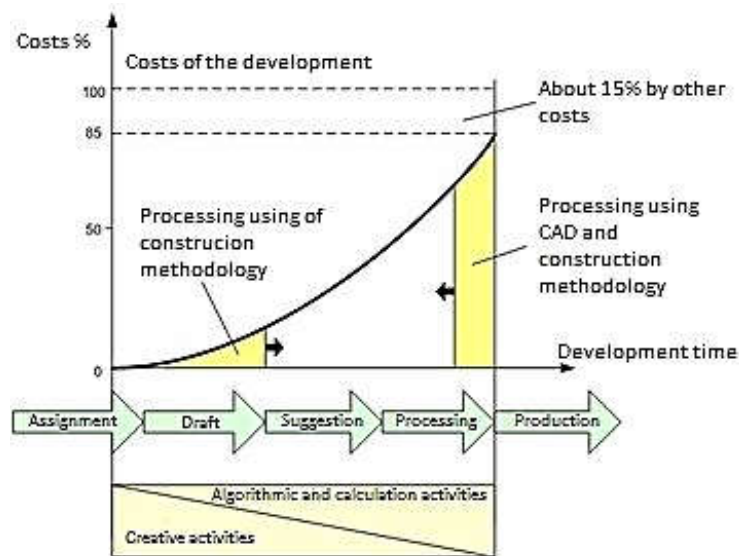 Costs %
Costs of the development
100
About 15% by other
costs
85
Processing using of
construcion
methodology
Processing using
CAD and
construction
methodology
50
0
Development time
Assignment
Draft
Suggestion
Processing
Production
Algorithmic and calculation activities
Creative activities